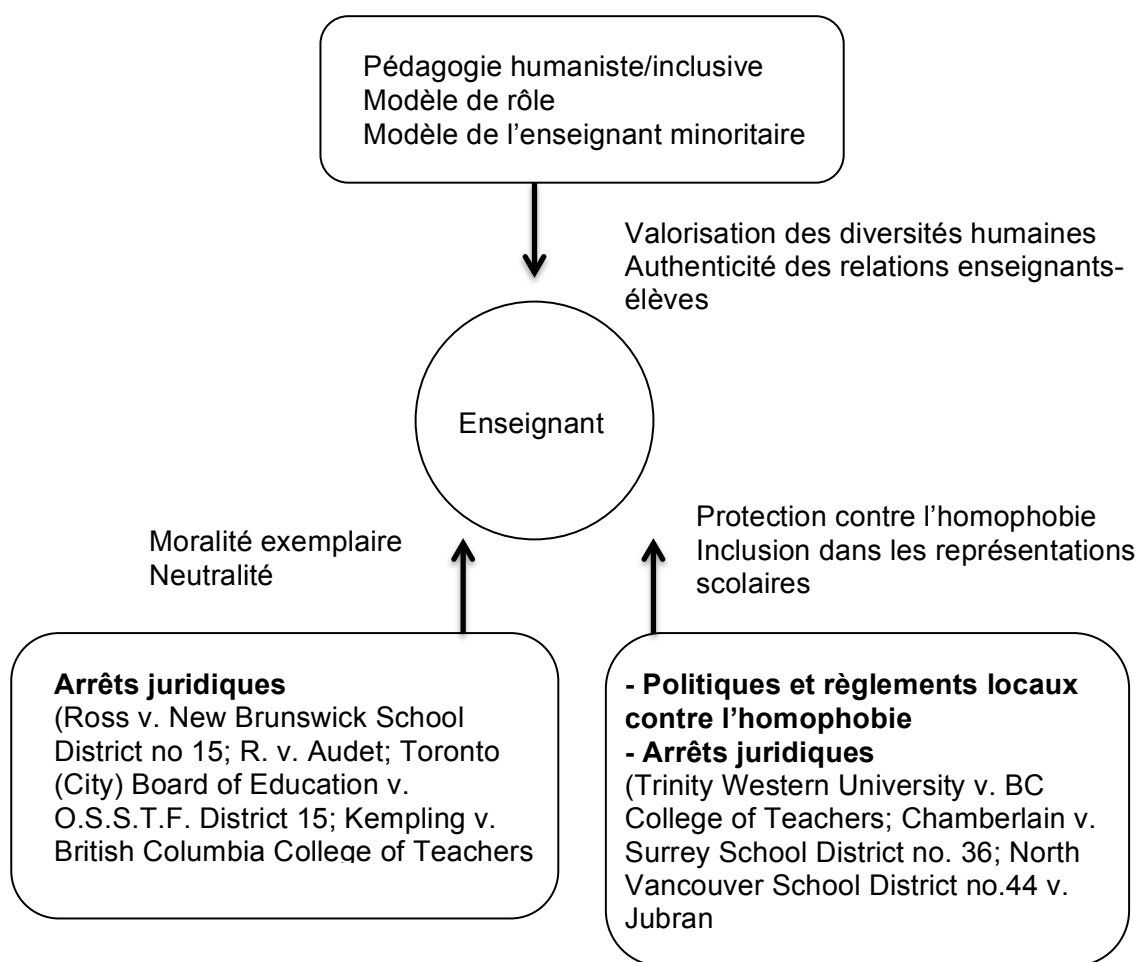 Pédagogie humaniste/inclusive
Modèle de rôle
Modèle de l’enseignant minoritaire
Valorisation des diversités humaines
Authenticité des relations enseignants-
élèves
Enseignant
Moralité exemplaire
Neutralité
Protection contre l’homophobie
Inclusion dans les représentations
scolaires
Arrêts juridiques
(Ross v. New Brunswick School
District no 15; R. v. Audet; Toronto
(City) Board of Education v.
O.S.S.T.F. District 15; Kempling v.
British Columbia College of Teachers
- Politiques et règlements locaux
contre l’homophobie
- Arrêts juridiques
(Trinity Western University v. BC
College of Teachers; Chamberlain v.
Surrey School District no. 36; North
Vancouver School District no.44 v.
Jubran